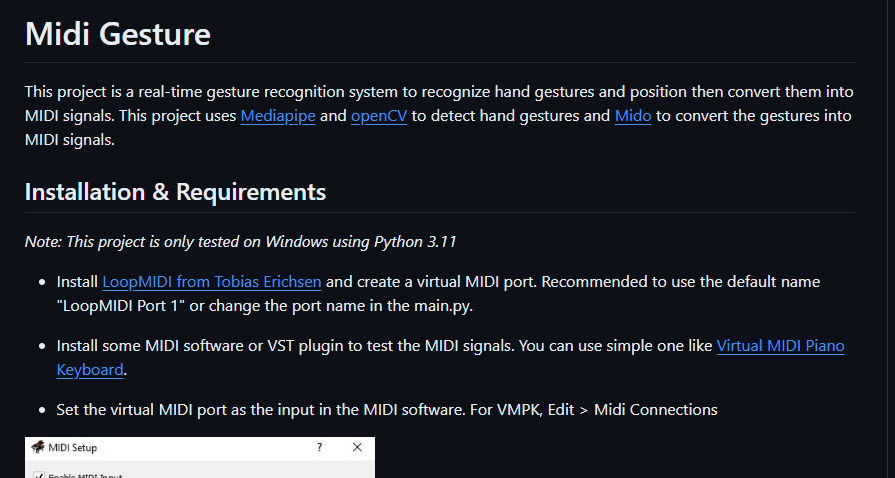 Midi Gesture
This project is a real-time gesture recognition system to recognize hand gestures and position then convert them into
MIDI signals. This project uses Mediapipe and openCV to detect hand gestures and Mido to convert the gestures into
MIDI signals.
Installation & Requirements
Note: This project is only tested on Windows using Python 3.11
• Install LoopMIDI from Tobias Erichsen and create a virtual MIDI port. Recommended to use the default name
"LoopMIDI Port 1" or change the port name in the main.py.
• Install some MIDI software or VST plugin to test the MIDI signals. You can use simple one like Virtual MIDI Piano
Keyboard.
• Set the virtual MIDI port as the input in the MIDI software. For VMPK, Edit > Midi Connections
MIDI Setup ? ×
Enable MIDI Input